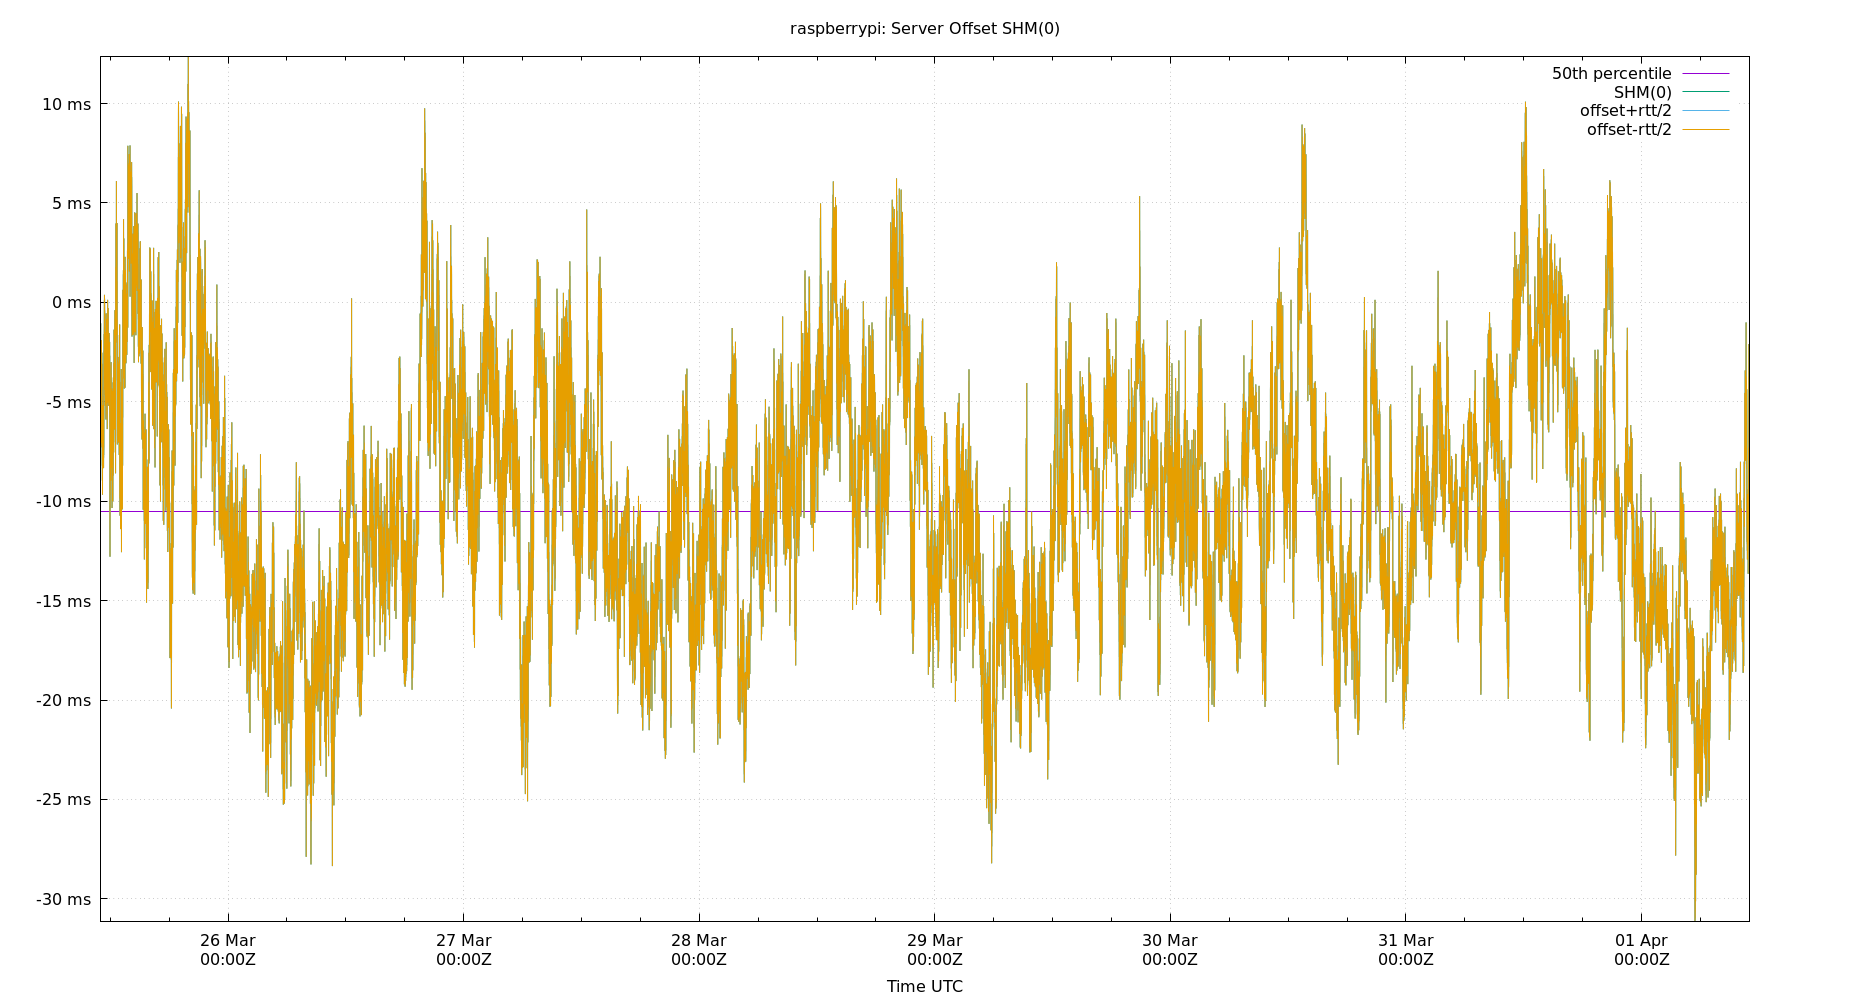 raspberrypi: Server Offset SHM(0)
50th percentile
SHM(0)
offset+rtt/2
offset-rtt/2
10 ms
5 ms
0 ms
-5 ms
-10 ms
-15 ms
-20 ms
-25 ms
-30 ms
26 Mar 27 Mar 28 Mar 29 Mar 30 Mar 31 Mar 01 Apr
00:00Z 00:00Z 00:00Z 00:00Z 00:00Z 00:00Z 00:00Z
Time UTC